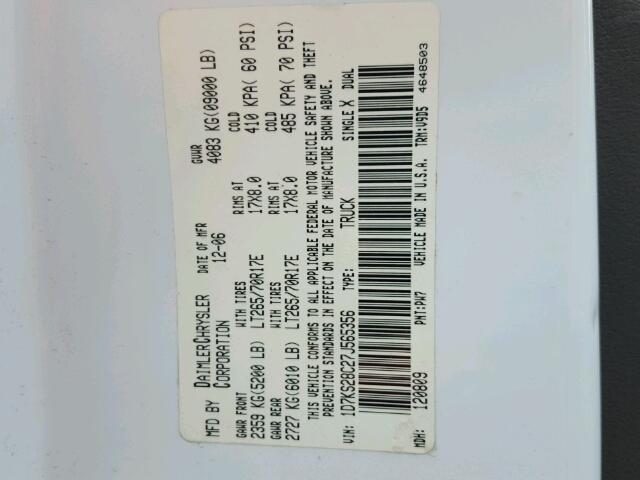 MFD BY DAIMLERCHRYSLER CORPORATION DATE OF MFR 12-06 GVWR 4083 KG(09000 LB)
GAWR FRONT WITH TIRES RIMS AT COLD
2359 KG(5200 LB) LT265/70R17E 17X8.0 410 KPA( 60 PSI)
GAWR REAR WITH TIRES RIMS AT COLD
2727 KG(6010 LB) LT265/70R17E 17X8.0 485 KPA( 70 PSI)
THIS VEHICLE CONFORMS TO ALL APPLICABLE FEDERAL MOTOR VEHICLE SAFETY AND THEFT
PREVENTION STANDARDS IN EFFECT ON THE DATE OF MANUFACTURE SHOWN ABOVE.
VIN: 1D7KS28C27J565356 TYPE: TRUCK SINGLE X DUAL
MDH: 120809 PNT:PW7 VEHICLE MADE IN U.S.A. TRM:V9D5
4648503